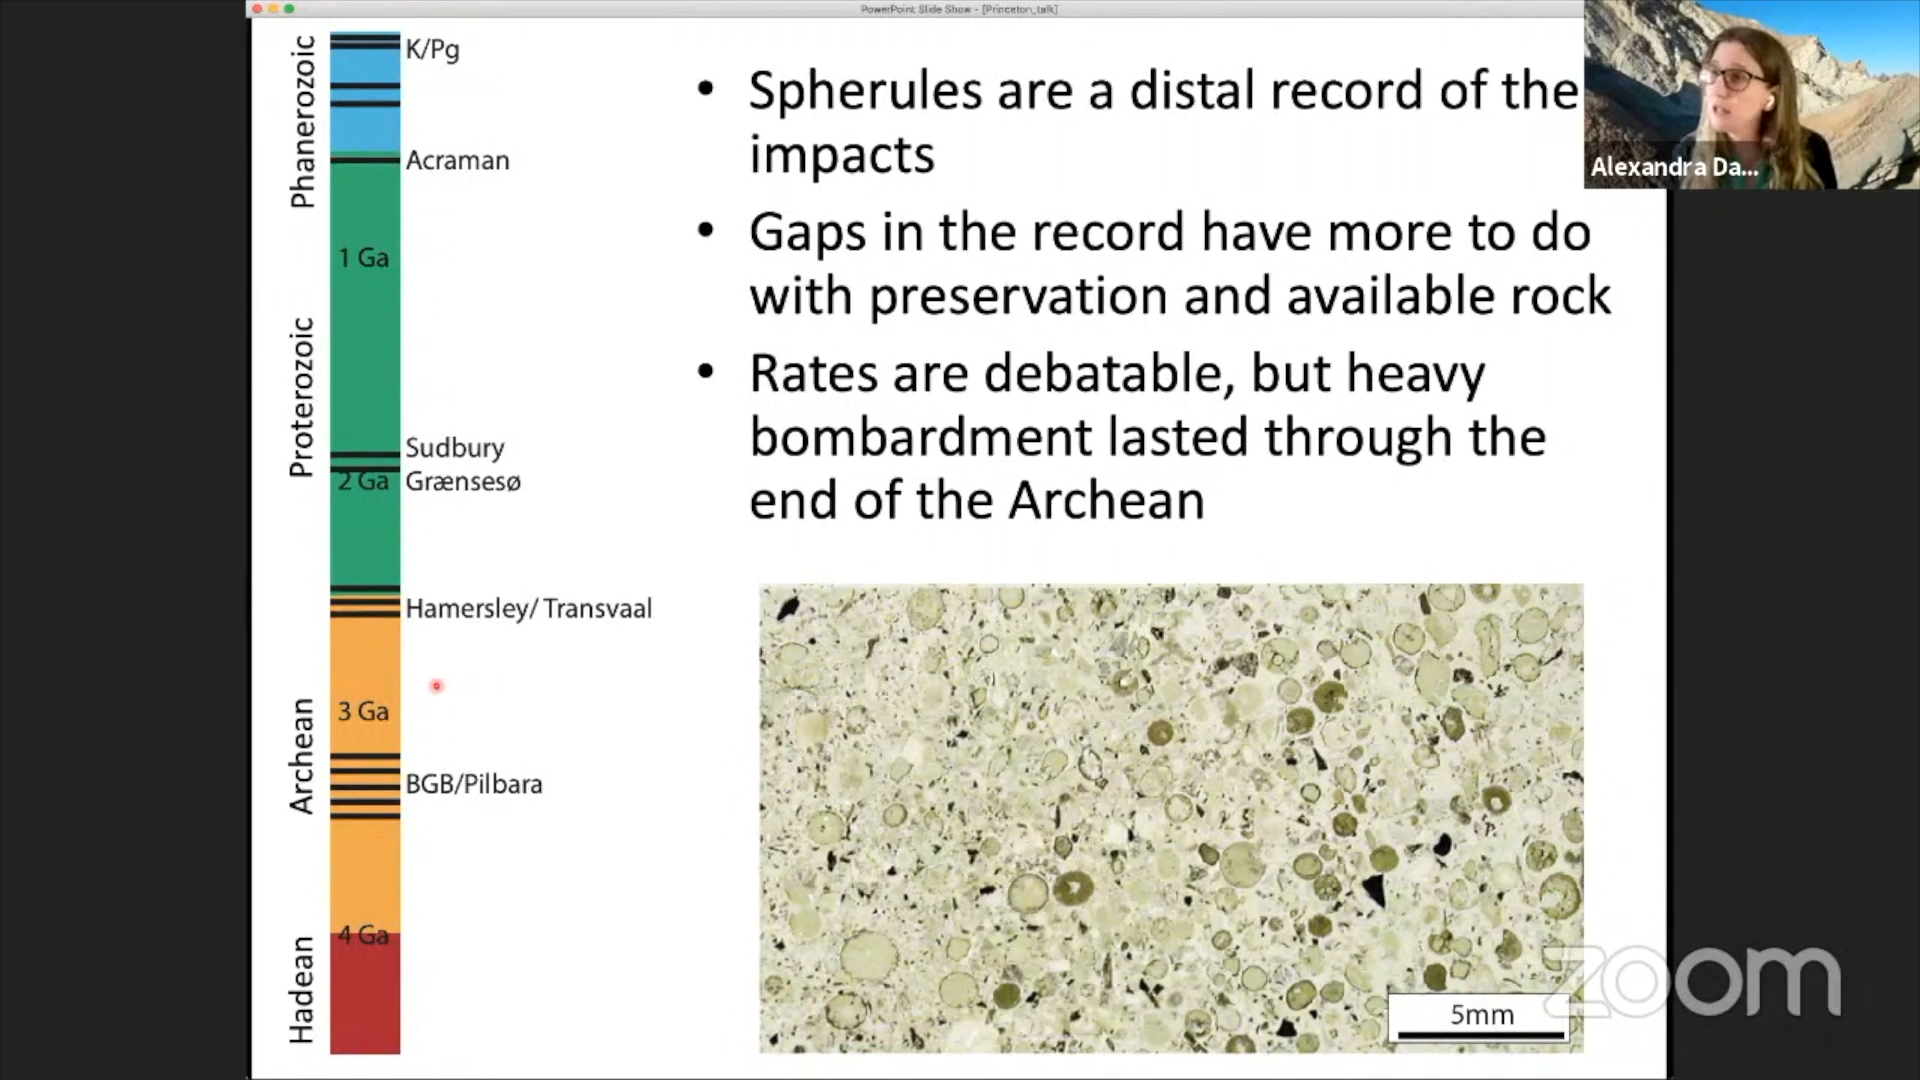 PowerPoint Slide Show - [Princeton_talk]
Phanerozoic
Proterozoic
Archean
Hadean
K/Pg
Acraman
1 Ga
Sudbury
2 Ga
Grænsesø
Hamersley/ Transvaal
3 Ga
BGB/Pilbara
4 Ga
• Spherules are a distal record of the
impacts
• Gaps in the record have more to do
with preservation and available rock
• Rates are debatable, but heavy
bombardment lasted through the
end of the Archean
5mm
Alexandra Da...
zoom